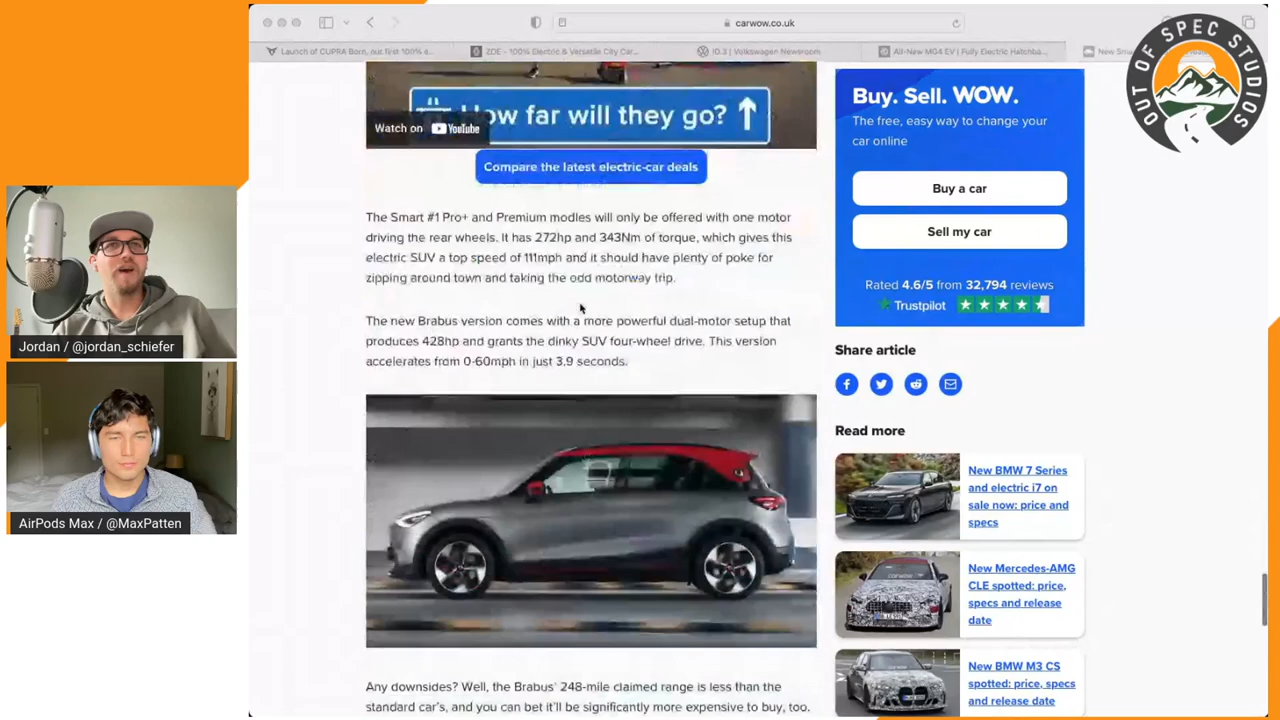 carwow.co.uk
Launch of CUPRA Born, our first 100% e...
ZOE - 100% Electric & Versatile City Car...
ID.3 | Volkswagen Newsroom
All-New MG4 EV | Fully Electric Hatchba...
New Sma
OUT OF SPEC STUDIOS
How far will they go?
Watch on YouTube
Compare the latest electric-car deals
The Smart #1 Pro+ and Premium modles will only be offered with one motor
driving the rear wheels. It has 272hp and 343Nm of torque, which gives this
electric SUV a top speed of 111mph and it should have plenty of poke for
zipping around town and taking the odd motorway trip.
The new Brabus version comes with a more powerful dual-motor setup that
produces 428hp and grants the dinky SUV four-wheel drive. This version
accelerates from 0-60mph in just 3.9 seconds.
Any downsides? Well, the Brabus' 248-mile claimed range is less than the
standard car's, and you can bet it'll be significantly more expensive to buy, too.
Buy. Sell. WOW.
The free, easy way to change your
car online
Buy a car
Sell my car
Rated 4.6/5 from 32,794 reviews
Trustpilot
Share article
Read more
New BMW 7 Series
and electric i7 on
sale now: price and
specs
New Mercedes-AMG
CLE spotted: price,
specs and release
date
New BMW M3 CS
spotted: price, specs
and release date
Jordan / @jordan_schiefer
AirPods Max / @MaxPatten